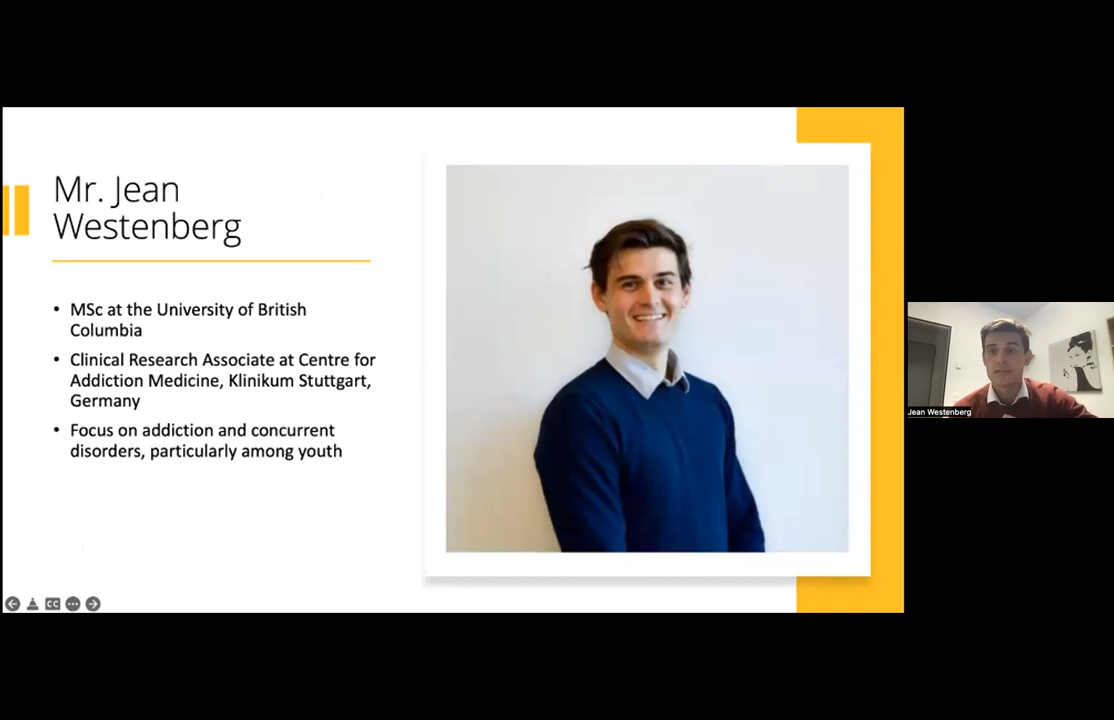 Mr. Jean
Westenberg
• MSc at the University of British
Columbia
• Clinical Research Associate at Centre for
Addiction Medicine, Klinikum Stuttgart,
Germany
• Focus on addiction and concurrent
disorders, particularly among youth
CC
Jean Westenberg